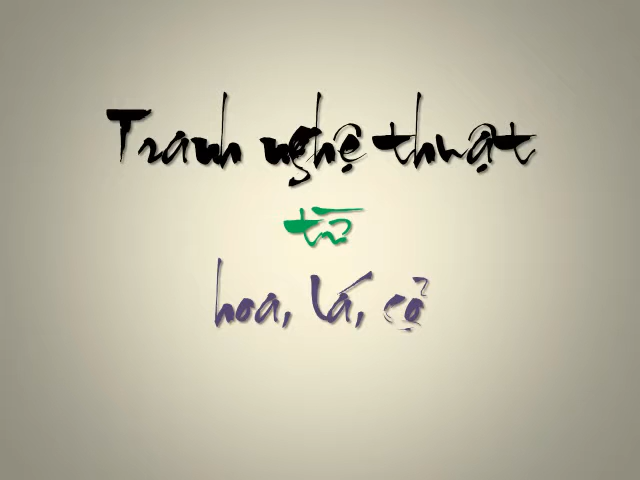 Tranh nghệ thuật
từ
hoa, lá, cỏ